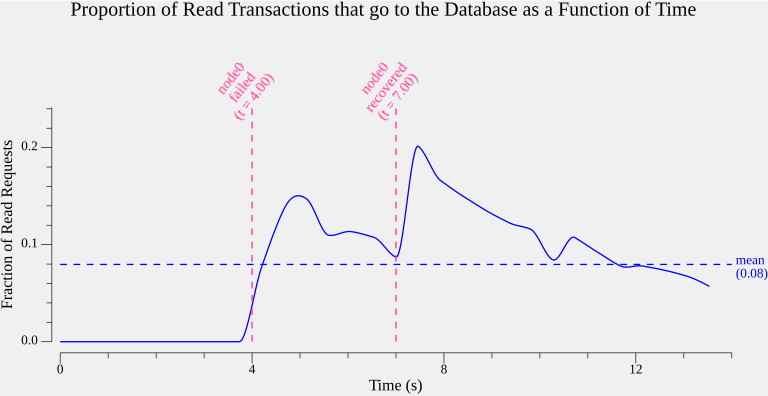 Proportion of Read Transactions that go to the Database as a Function of Time
node0
failed
(t = 4.00)
node0
recovered
(t = 7.00)
Fraction of Read Requests
0.2
0.1
0.0
mean
(0.08)
0
4
8
12
Time (s)